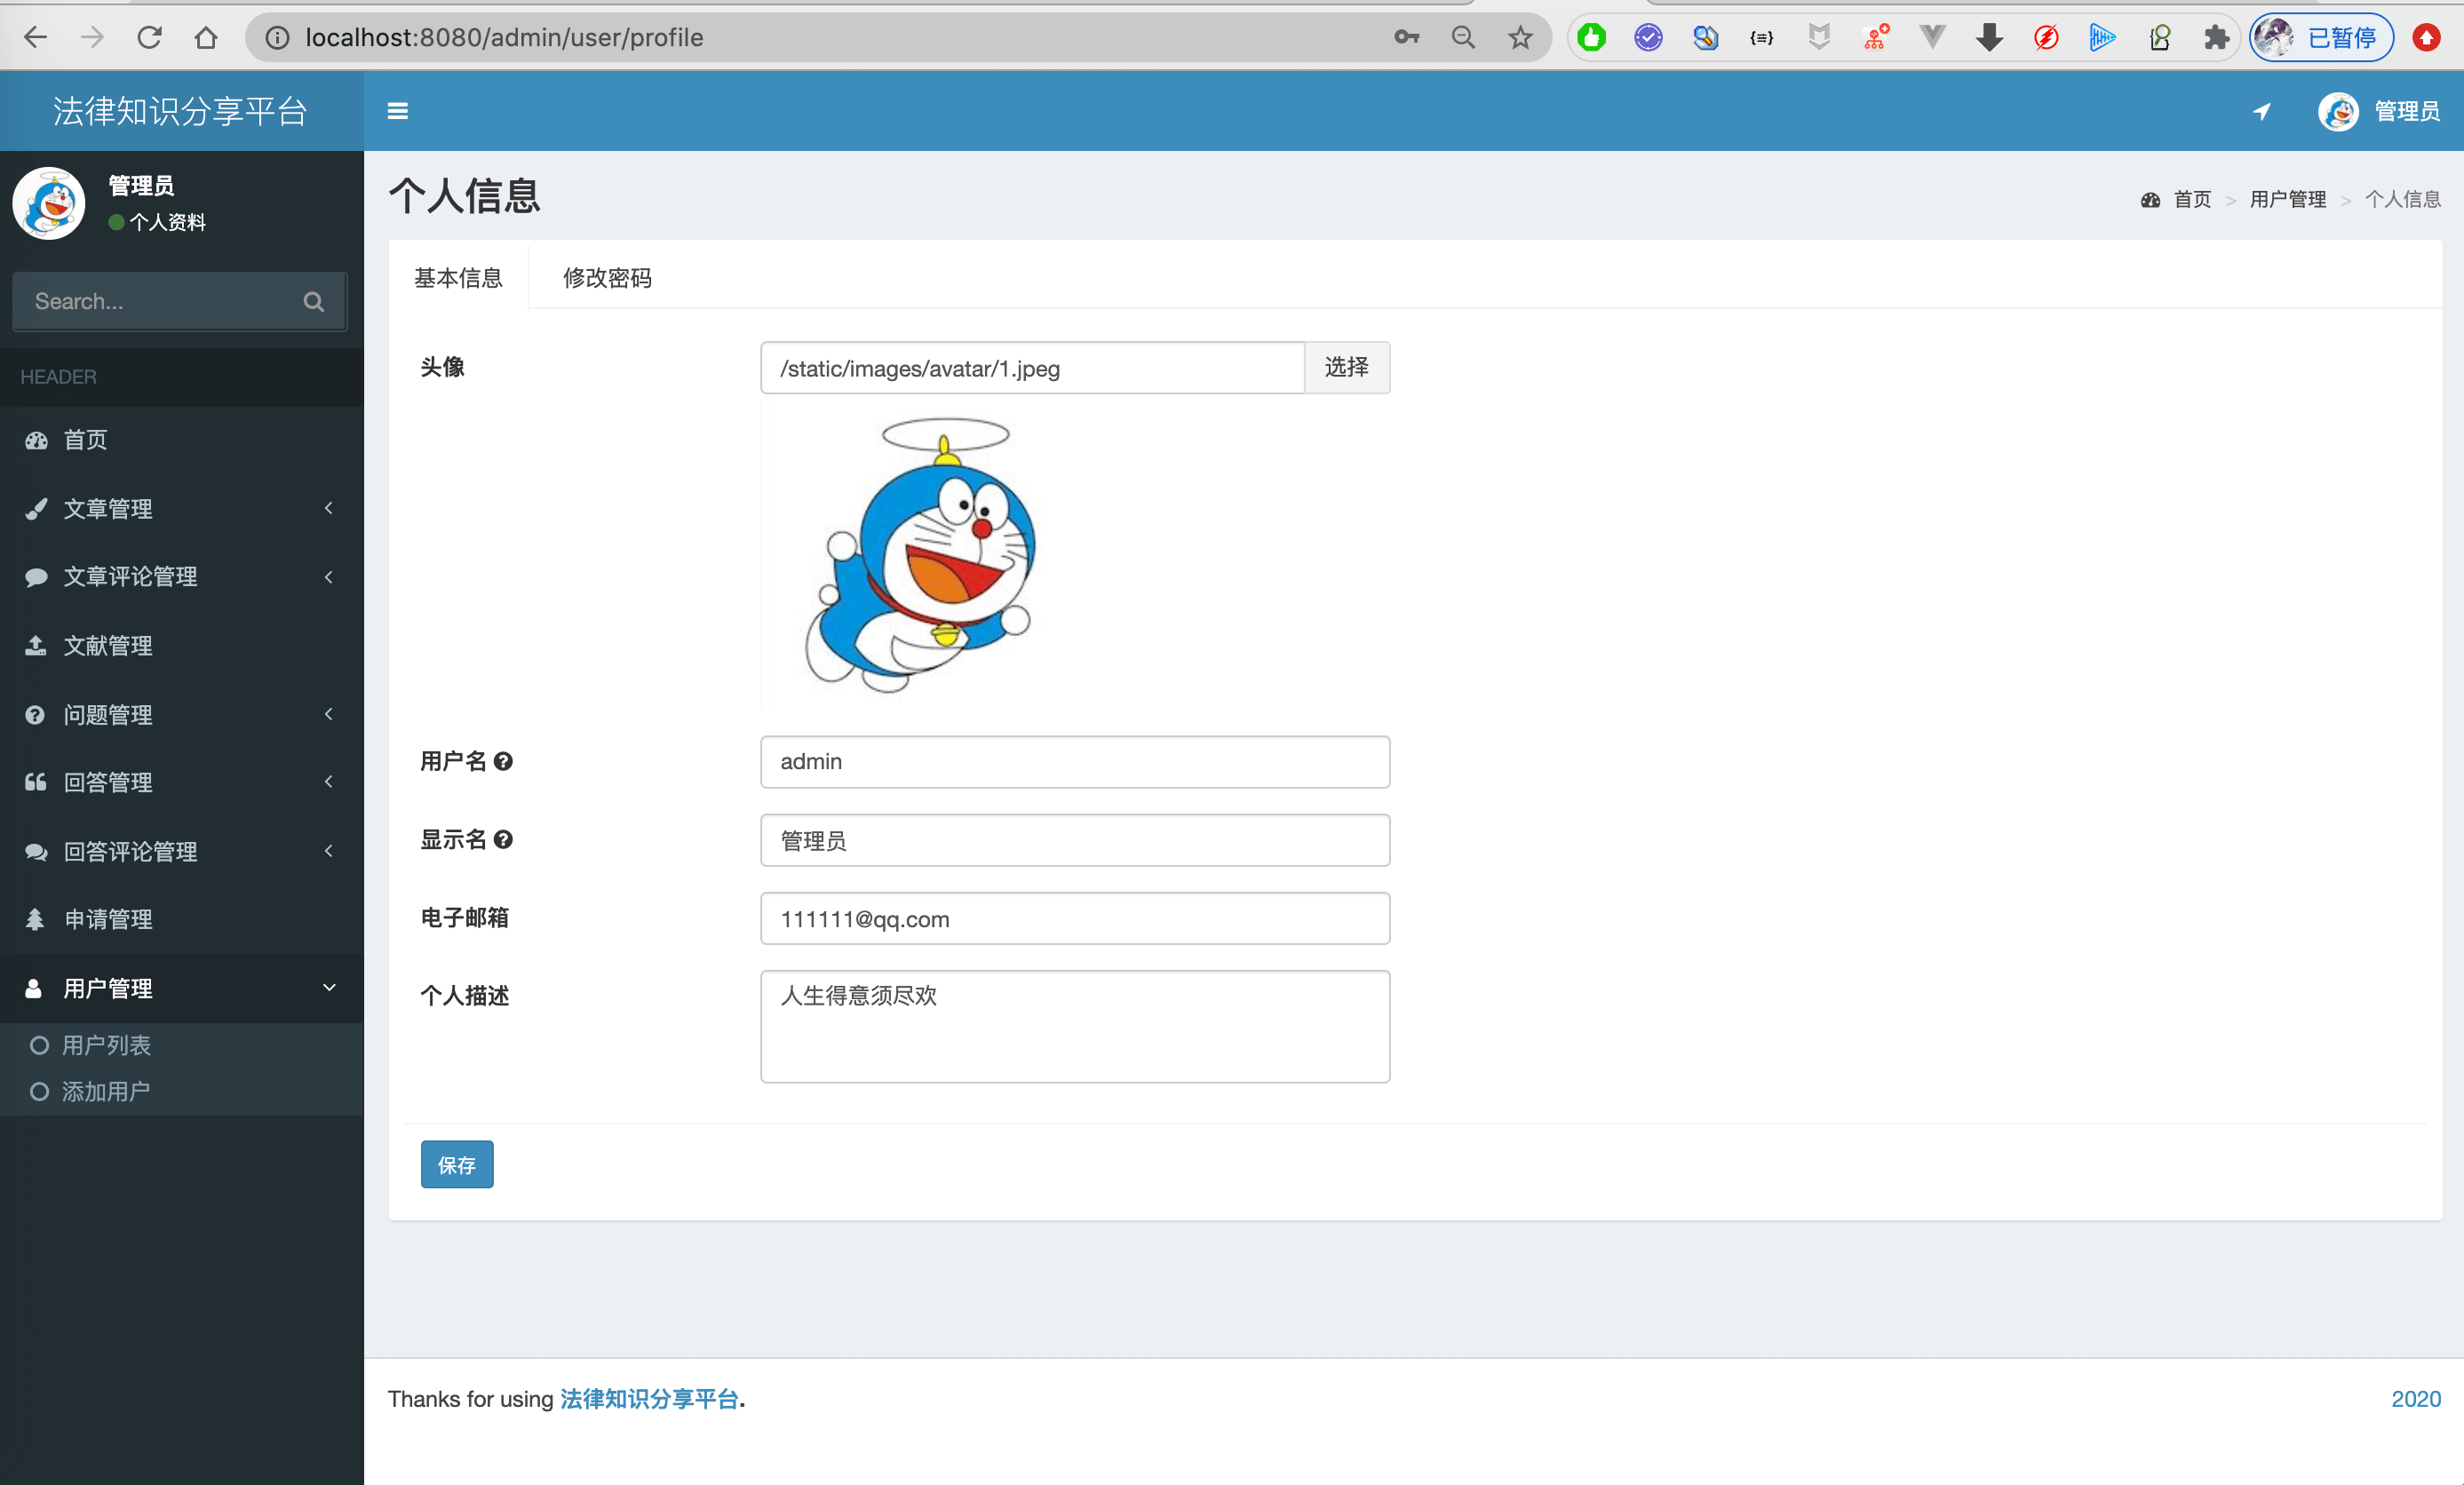 localhost:8080/admin/user/profile
已暂停
法律知识分享平台
管理员
管理员
个人资料
Search...
HEADER
首页
文章管理
文章评论管理
文献管理
问题管理
回答管理
回答评论管理
申请管理
用户管理
用户列表
添加用户
个人信息
首页 > 用户管理 > 个人信息
基本信息 修改密码
头像 /static/images/avatar/1.jpeg 选择
用户名 admin
显示名 管理员
电子邮箱 111111@qq.com
个人描述 人生得意须尽欢
保存
Thanks for using 法律知识分享平台. 2020